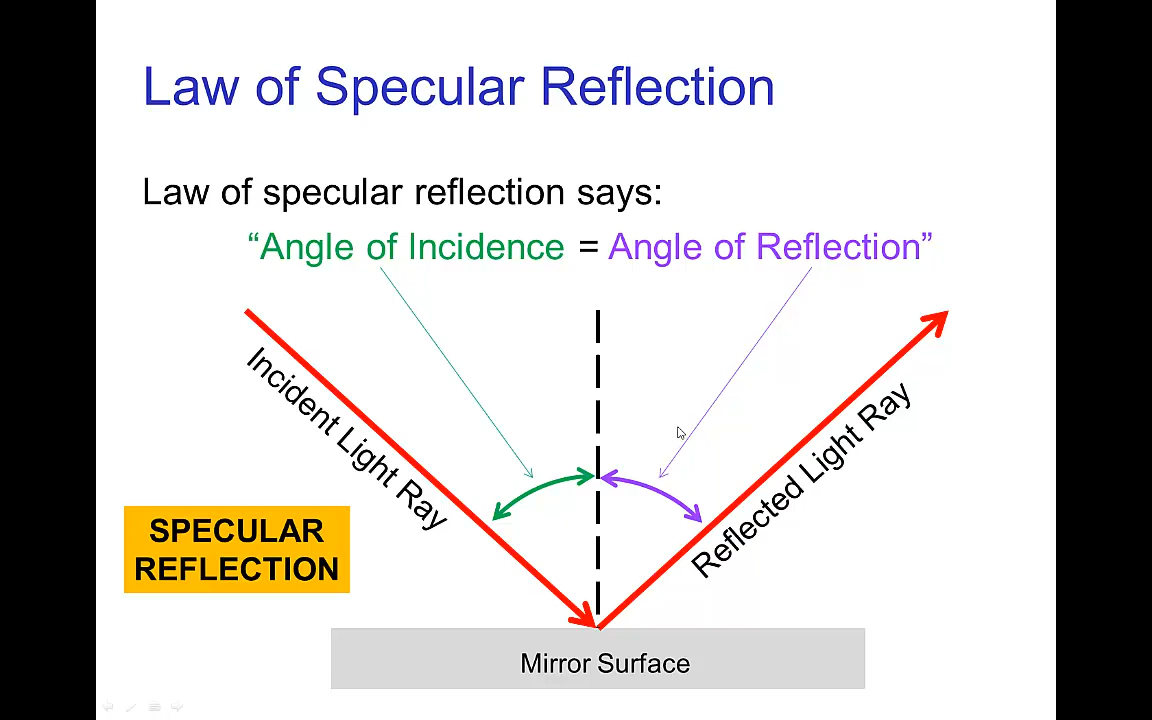 Law of Specular Reflection
Law of specular reflection says:
“Angle of Incidence = Angle of Reflection”
Incident Light Ray
Reflected Light Ray
SPECULAR
REFLECTION
Mirror Surface